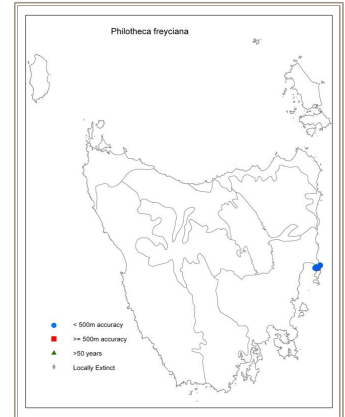 Philotheca freyciana
< 500m accuracy
>= 500m accuracy
>50 years
Locally Extinct